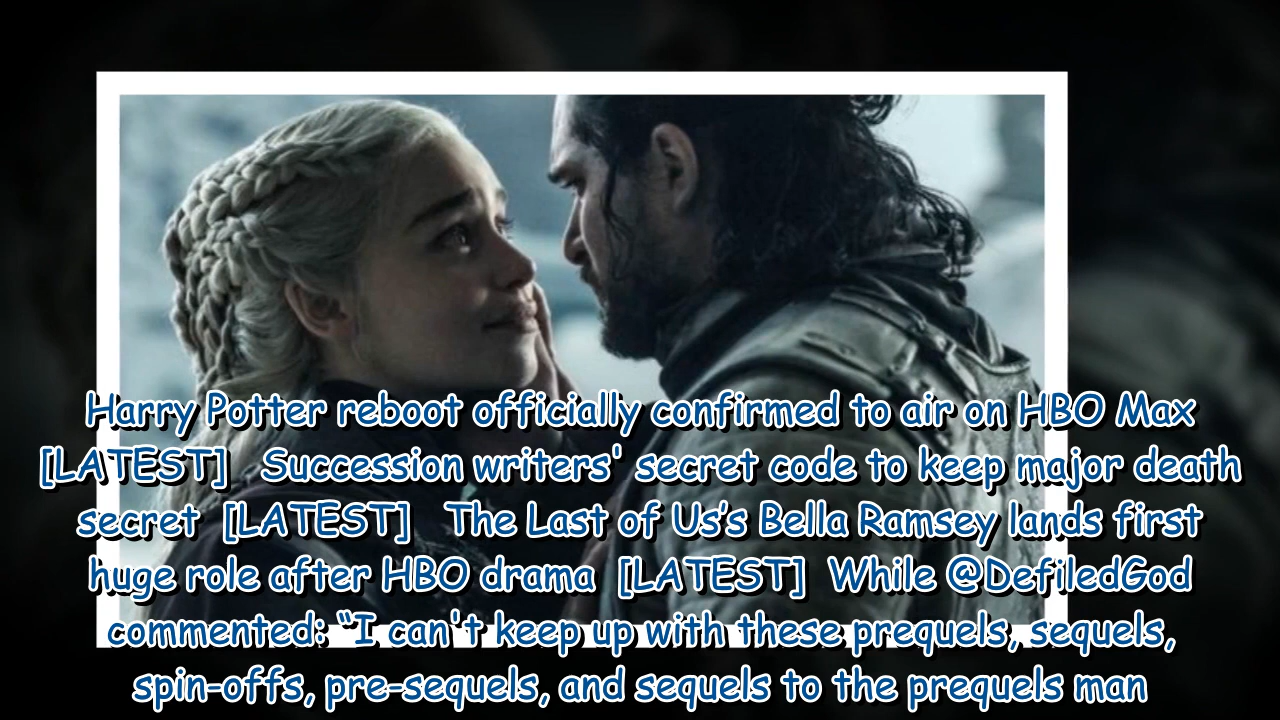 Harry Potter reboot officially confirmed to air on HBO Max
[LATEST] Succession writers' secret code to keep major death
secret [LATEST] The Last of Us’s Bella Ramsey lands first
huge role after HBO drama [LATEST] While @DefiledGod
commented: “I can't keep up with these prequels, sequels,
spin-offs, pre-sequels, and sequels to the prequels man